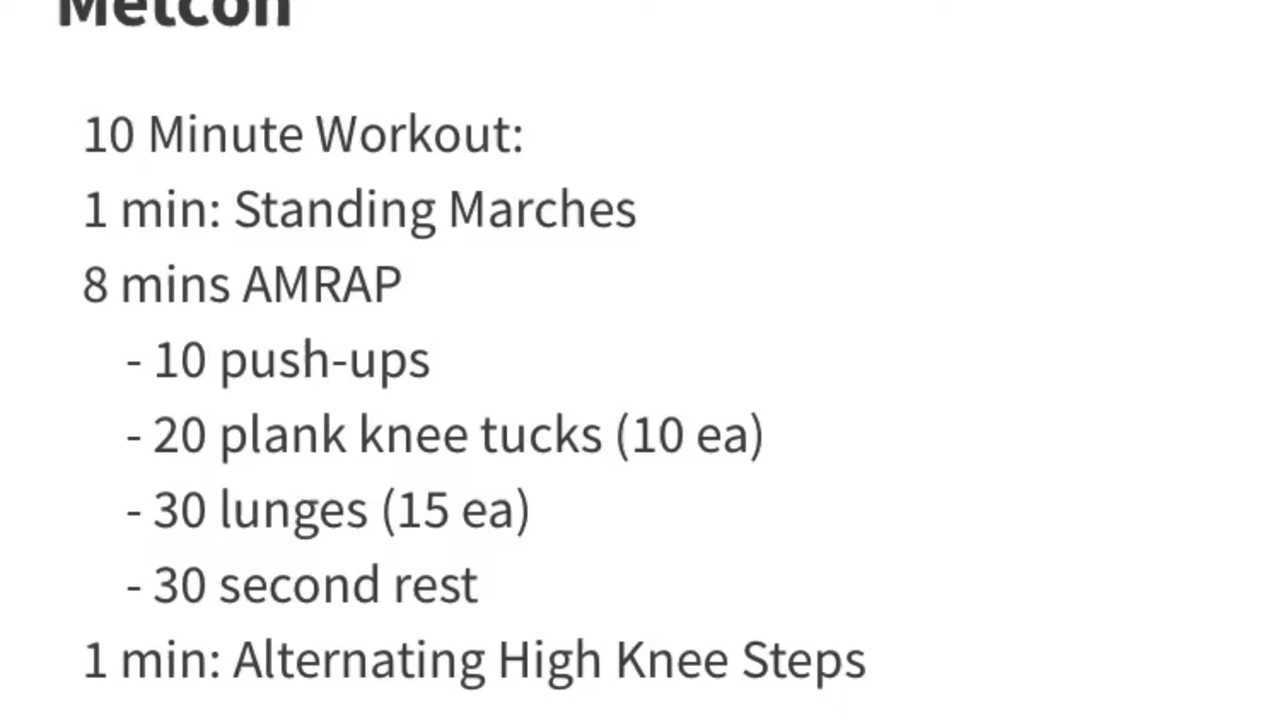 Metcon
10 Minute Workout:
1 min: Standing Marches
8 mins AMRAP
- 10 push-ups
- 20 plank knee tucks (10 ea)
- 30 lunges (15 ea)
- 30 second rest
1 min: Alternating High Knee Steps